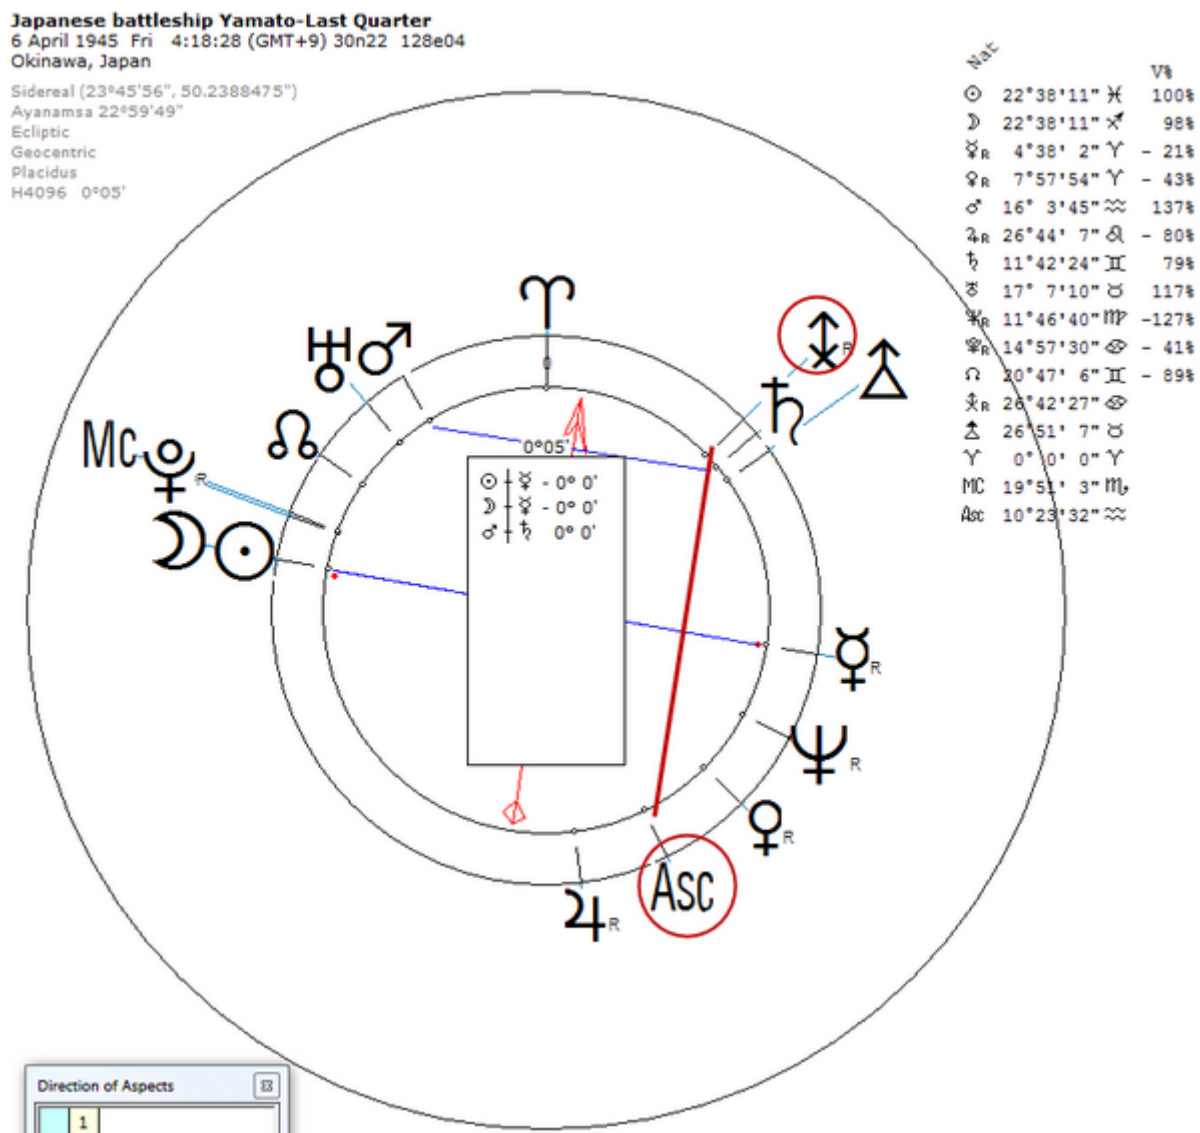 Japanese battleship Yamato-Last Quarter
6 April 1945 Fri 4:18:28 (GMT+9) 30n22 128e04
Okinawa, Japan
Sidereal (23°45'56", 50.2388475")
Ayanamsa 22°59'49"
Ecliptic
Geocentric
Placidus
H4096 0°05'
Nat
V%
☉ 22°38'11" ♓ 100%
☽ 22°38'11" ♐ 98%
☿R 4°38' 2" ♈ - 21%
♀R 7°57'54" ♈ - 43%
♂ 16° 3'45" ♒ 137%
♃R 26°44' 7" ♌ - 80%
♄ 11°42'24" ♊ 79%
♅ 17° 7'10" ♉ 117%
♆R 11°46'40" ♍ -127%
♇R 14°57'30" ♋ - 41%
☊ 20°47' 6" ♊ - 89%
R 26°42'27" ♋
26°51' 7" ♉
♈ 0° 0' 0" ♈
MC 19°51' 3" ♏
Asc 10°23'32" ♒
♈
♅ ♂
R
♄
☊
MC ♇ R
☽ ☉
0°05'
☉ ☿ - 0° 0'
☽ ☿ - 0° 0'
♂ ♄ 0° 0'
☿ R
♆ R
♀ R
Asc
♃ R
Direction of Aspects
1